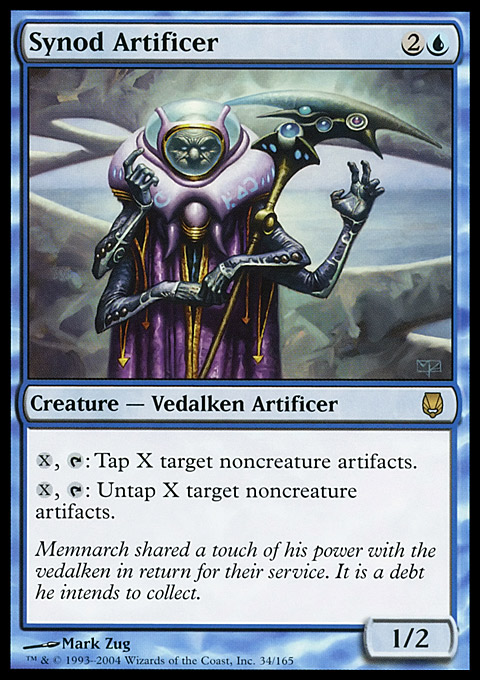 Synod Artificer 2
Creature — Vedalken Artificer
X, : Tap X target noncreature artifacts.
X, : Untap X target noncreature
artifacts.
Memnarch shared a touch of his power with the
vedalken in return for their service. It is a debt
he intends to collect.
Mark Zug
1/2
™ & © 1993–2004 Wizards of the Coast, Inc. 34/165